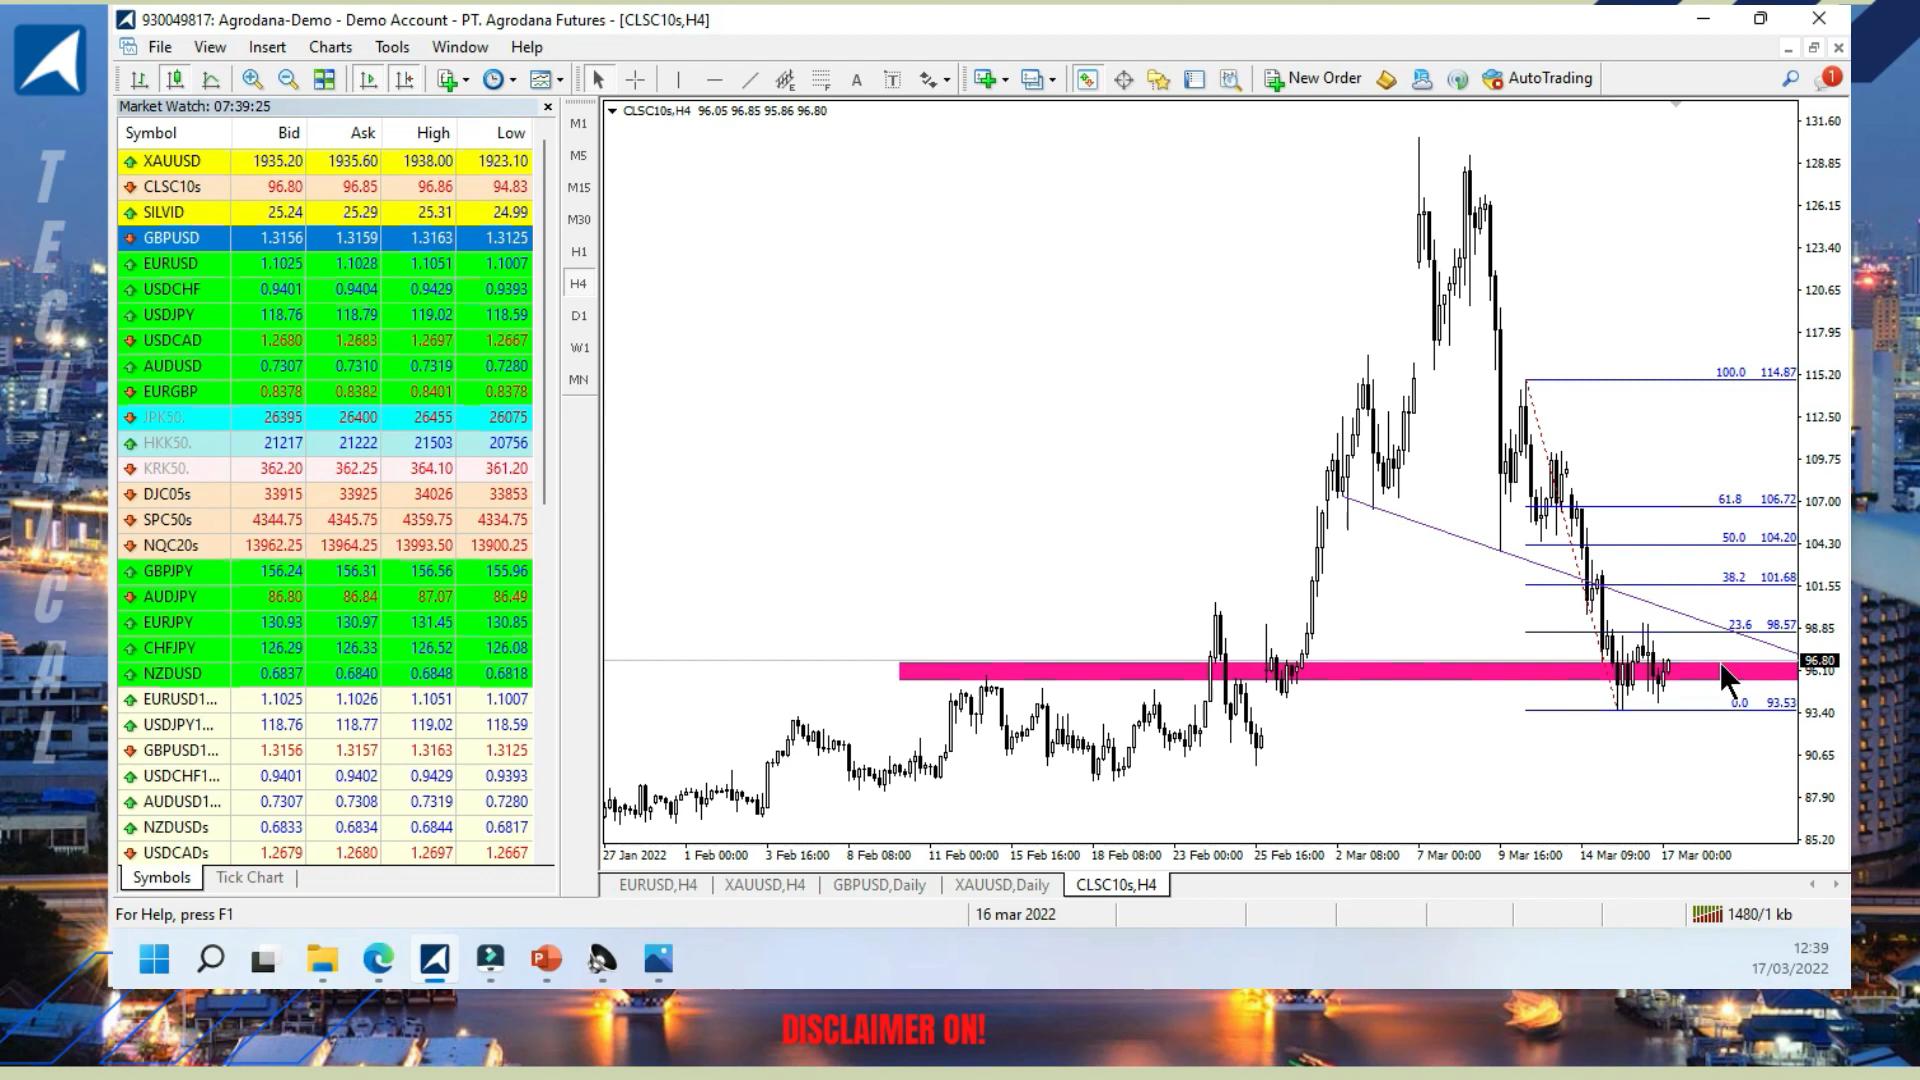 930049817: Agrodana-Demo - Demo Account - PT. Agrodana Futures - [CLSC10s,H4]
File View Insert Charts Tools Window Help
New Order AutoTrading 1
Market Watch: 07:39:25
Symbol Bid Ask High Low
XAUUSD 1935.20 1935.60 1938.00 1923.10
CLSC10s 96.80 96.85 96.86 94.83
SILVID 25.24 25.29 25.31 24.99
GBPUSD 1.3156 1.3159 1.3163 1.3125
EURUSD 1.1025 1.1028 1.1051 1.1007
USDCHF 0.9401 0.9404 0.9429 0.9393
USDJPY 118.76 118.79 119.02 118.59
USDCAD 1.2680 1.2683 1.2697 1.2667
AUDUSD 0.7307 0.7310 0.7319 0.7280
EURGBP 0.8378 0.8382 0.8401 0.8378
JPK50. 26395 26400 26455 26075
HKK50. 21217 21222 21503 20756
KRK50. 362.20 362.25 364.10 361.20
DJC05s 33915 33925 34026 33853
SPC50s 4344.75 4345.75 4359.75 4334.75
NQC20s 13962.25 13964.25 13993.50 13900.25
GBPJPY 156.24 156.31 156.56 155.96
AUDJPY 86.80 86.84 87.07 86.49
EURJPY 130.93 130.97 131.45 130.85
CHFJPY 126.29 126.33 126.52 126.08
NZDUSD 0.6837 0.6840 0.6848 0.6818
EURUSD1... 1.1025 1.1026 1.1051 1.1007
USDJPY1... 118.76 118.77 119.02 118.59
GBPUSD1... 1.3156 1.3157 1.3163 1.3125
USDCHF1... 0.9401 0.9402 0.9429 0.9393
AUDUSD1... 0.7307 0.7308 0.7319 0.7280
NZDUSDs 0.6833 0.6834 0.6844 0.6817
USDCADs 1.2679 1.2680 1.2697 1.2667
Symbols Tick Chart
M1
M5
M15
M30
H1
H4
D1
W1
MN
CLSC10s,H4 96.05 96.85 95.86 96.80
100.0 114.87
61.8 106.72
50.0 104.20
38.2 101.68
23.6 98.57
0.0 93.53
131.60
128.85
126.15
123.40
120.65
117.95
115.20
112.50
109.75
107.00
104.30
101.55
98.85
96.80
96.10
93.40
90.65
87.90
85.20
27 Jan 2022 1 Feb 00:00 3 Feb 16:00 8 Feb 08:00 11 Feb 00:00 15 Feb 16:00 18 Feb 08:00 23 Feb 00:00 25 Feb 16:00 2 Mar 08:00 7 Mar 00:00 9 Mar 16:00 14 Mar 09:00 17 Mar 00:00
EURUSD,H4 XAUUSD,H4 GBPUSD,Daily XAUUSD,Daily CLSC10s,H4
For Help, press F1 16 mar 2022 1480/1 kb
12:39
17/03/2022
TECHNICAL
DISCLAIMER ON!